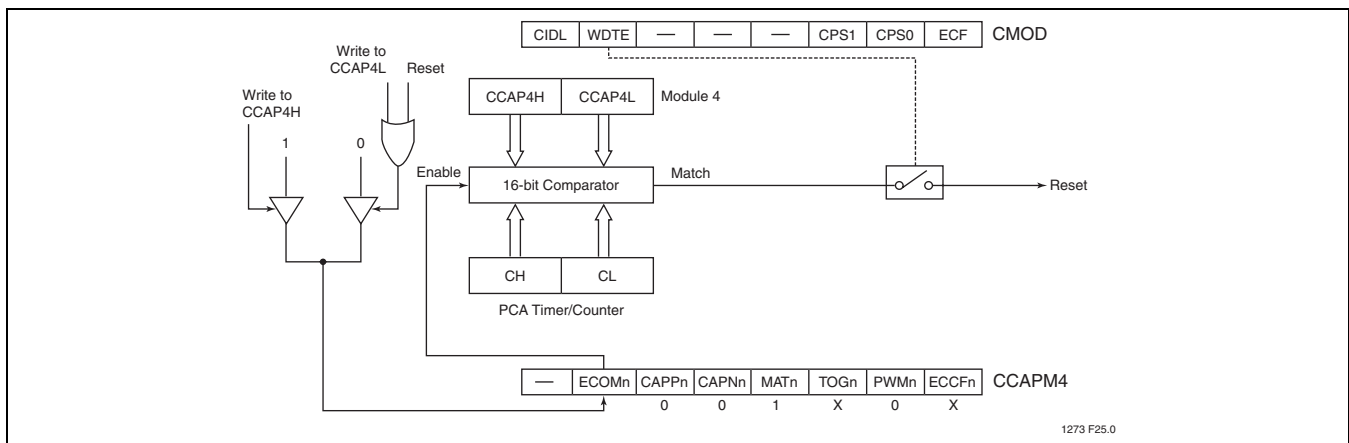 CIDL WDTE — — — CPS1 CPS0 ECF CMOD
Write to
CCAP4L Reset
Write to
CCAP4H
CCAP4H CCAP4L Module 4
1 0
Enable 16-bit Comparator Match Reset
CH CL
PCA Timer/Counter
— ECOMn CAPPn CAPNn MATn TOGn PWMn ECCFn CCAPM4
0 0 1 X 0 X
1273 F25.0